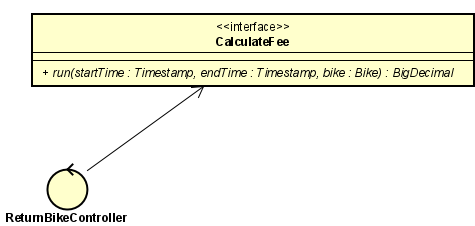 <<interface>>
CalculateFee
+ run(startTime : Timestamp, endTime : Timestamp, bike : Bike) : BigDecimal
ReturnBikeController